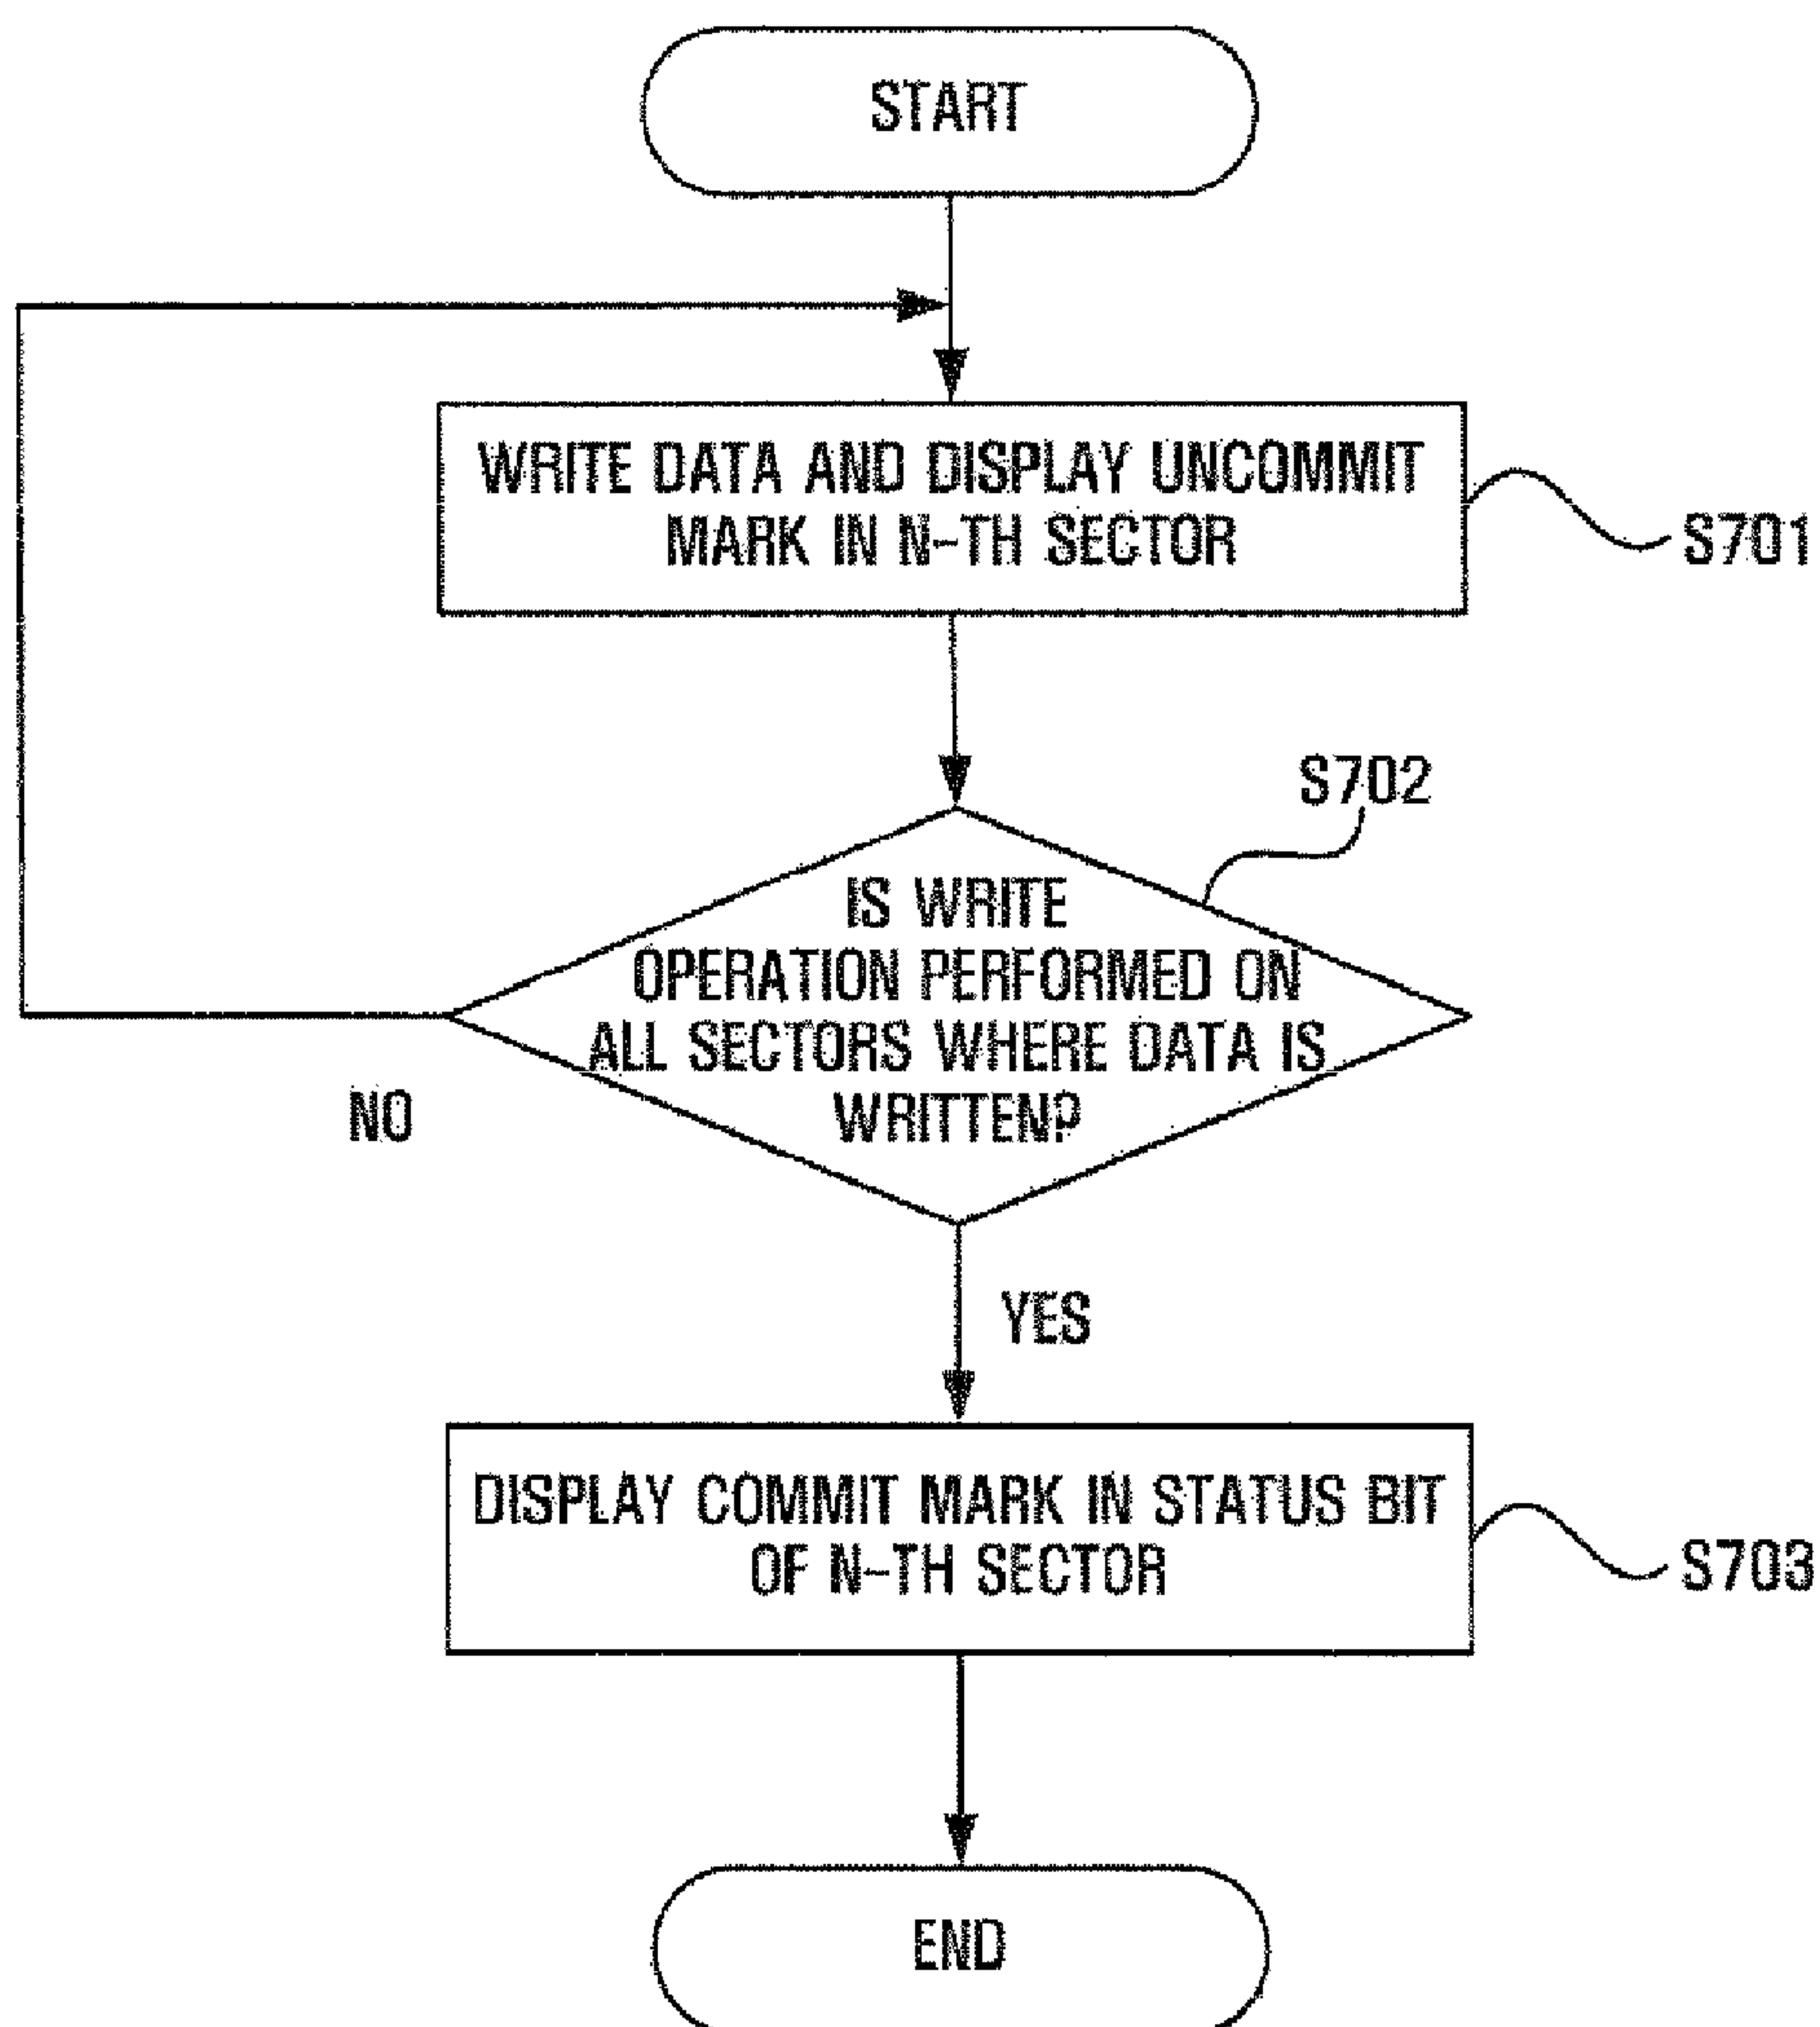 START
WRITE DATA AND DISPLAY UNCOMMIT
MARK IN N-TH SECTOR
S701
S702
IS WRITE
OPERATION PERFORMED ON
ALL SECTORS WHERE DATA IS
WRITTEN?
NO
YES
DISPLAY COMMIT MARK IN STATUS BIT
OF N-TH SECTOR
S703
END